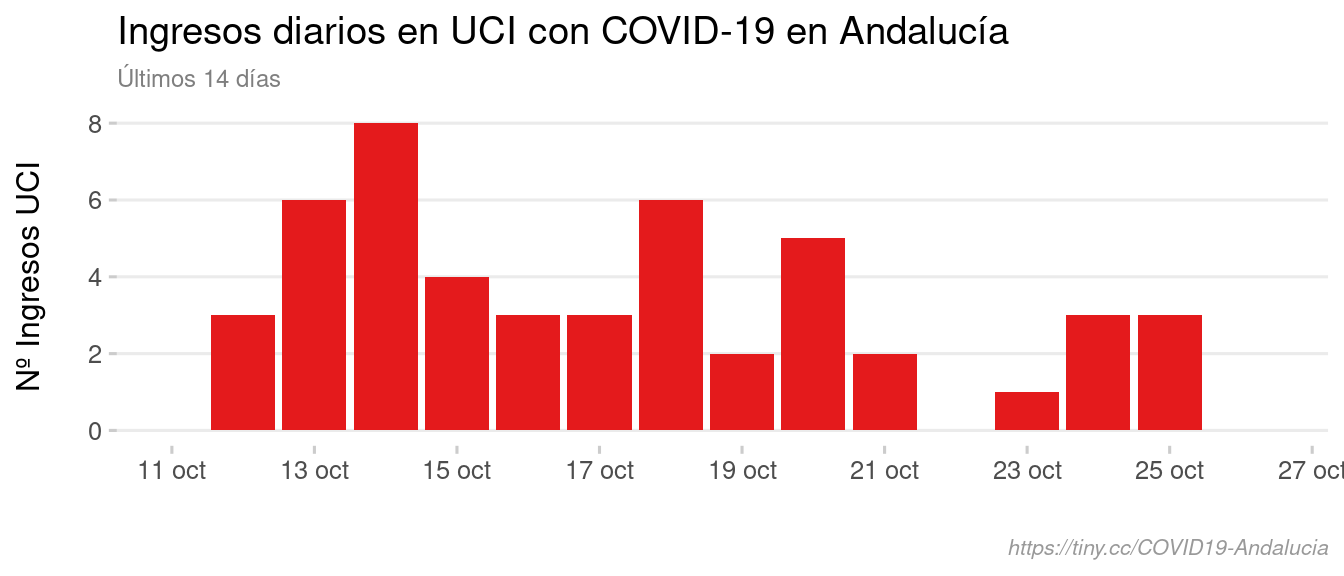 Ingresos diarios en UCI con COVID-19 en Andalucía
Últimos 14 días
Nº Ingresos UCI
8
6
4
2
0
11 oct
13 oct
15 oct
17 oct
19 oct
21 oct
23 oct
25 oct
27 oct
https://tiny.cc/COVID19-Andalucia